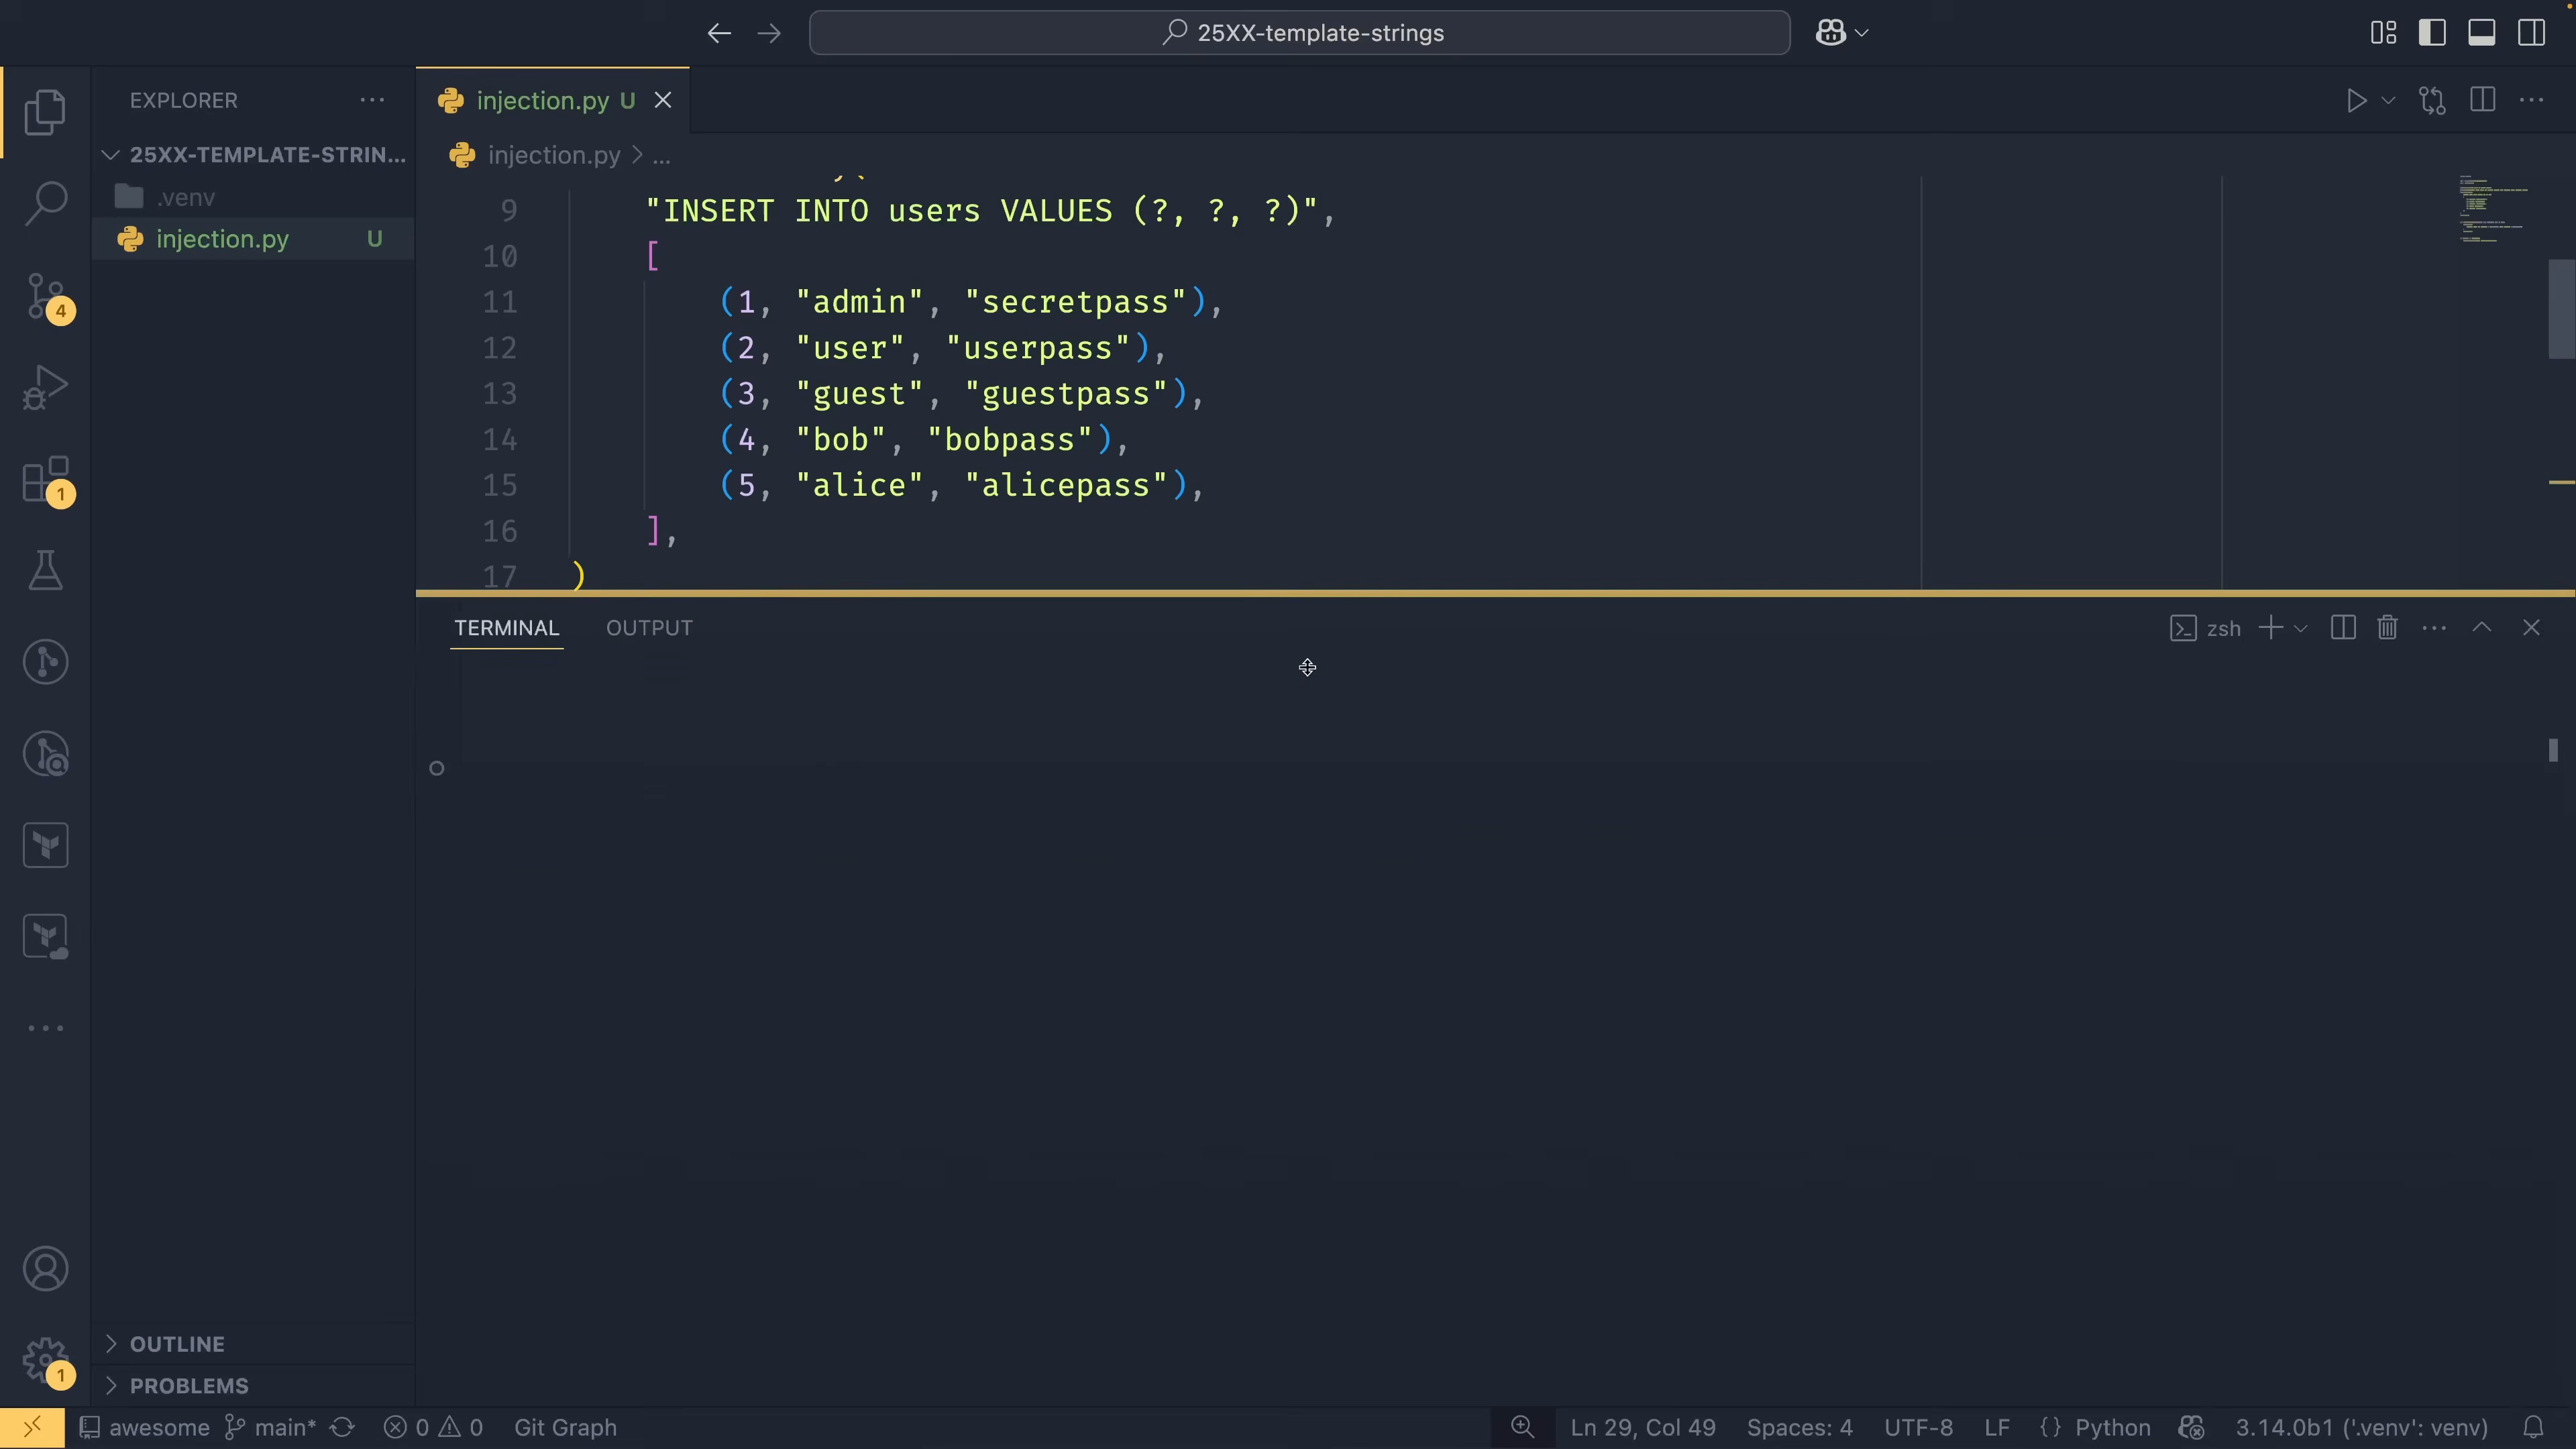 25XX-template-strings
EXPLORER
injection.py U
25XX-TEMPLATE-STRIN...
injection.py > ...
.venv
injection.py U
9 "INSERT INTO users VALUES (?, ?, ?)",
10 [
11 (1, "admin", "secretpass"),
12 (2, "user", "userpass"),
13 (3, "guest", "guestpass"),
14 (4, "bob", "bobpass"),
15 (5, "alice", "alicepass"),
16 ],
17 )
4
1
TERMINAL OUTPUT
zsh
OUTLINE
1
PROBLEMS
awesome main* 0 0 Git Graph Ln 29, Col 49 Spaces: 4 UTF-8 LF {} Python 3.14.0b1 ('.venv': venv)